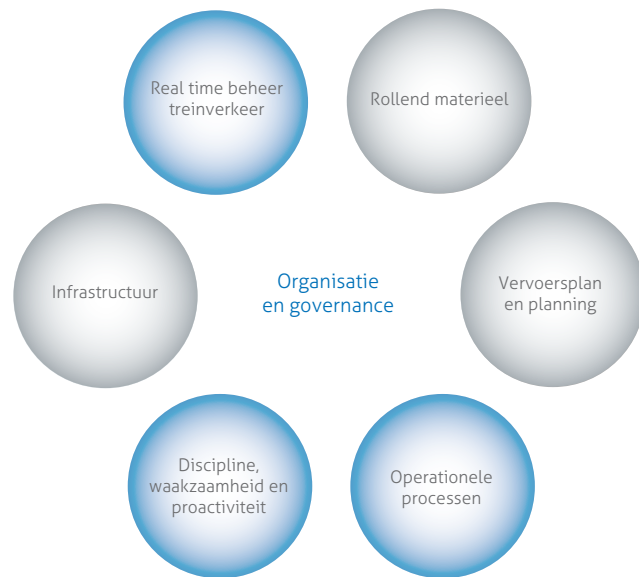 Real time beheer
treinverkeer
Rollend materieel
Infrastructuur
Organisatie
en governance
Vervoersplan
en planning
Discipline,
waakzaamheid en
proactiviteit
Operationele
processen